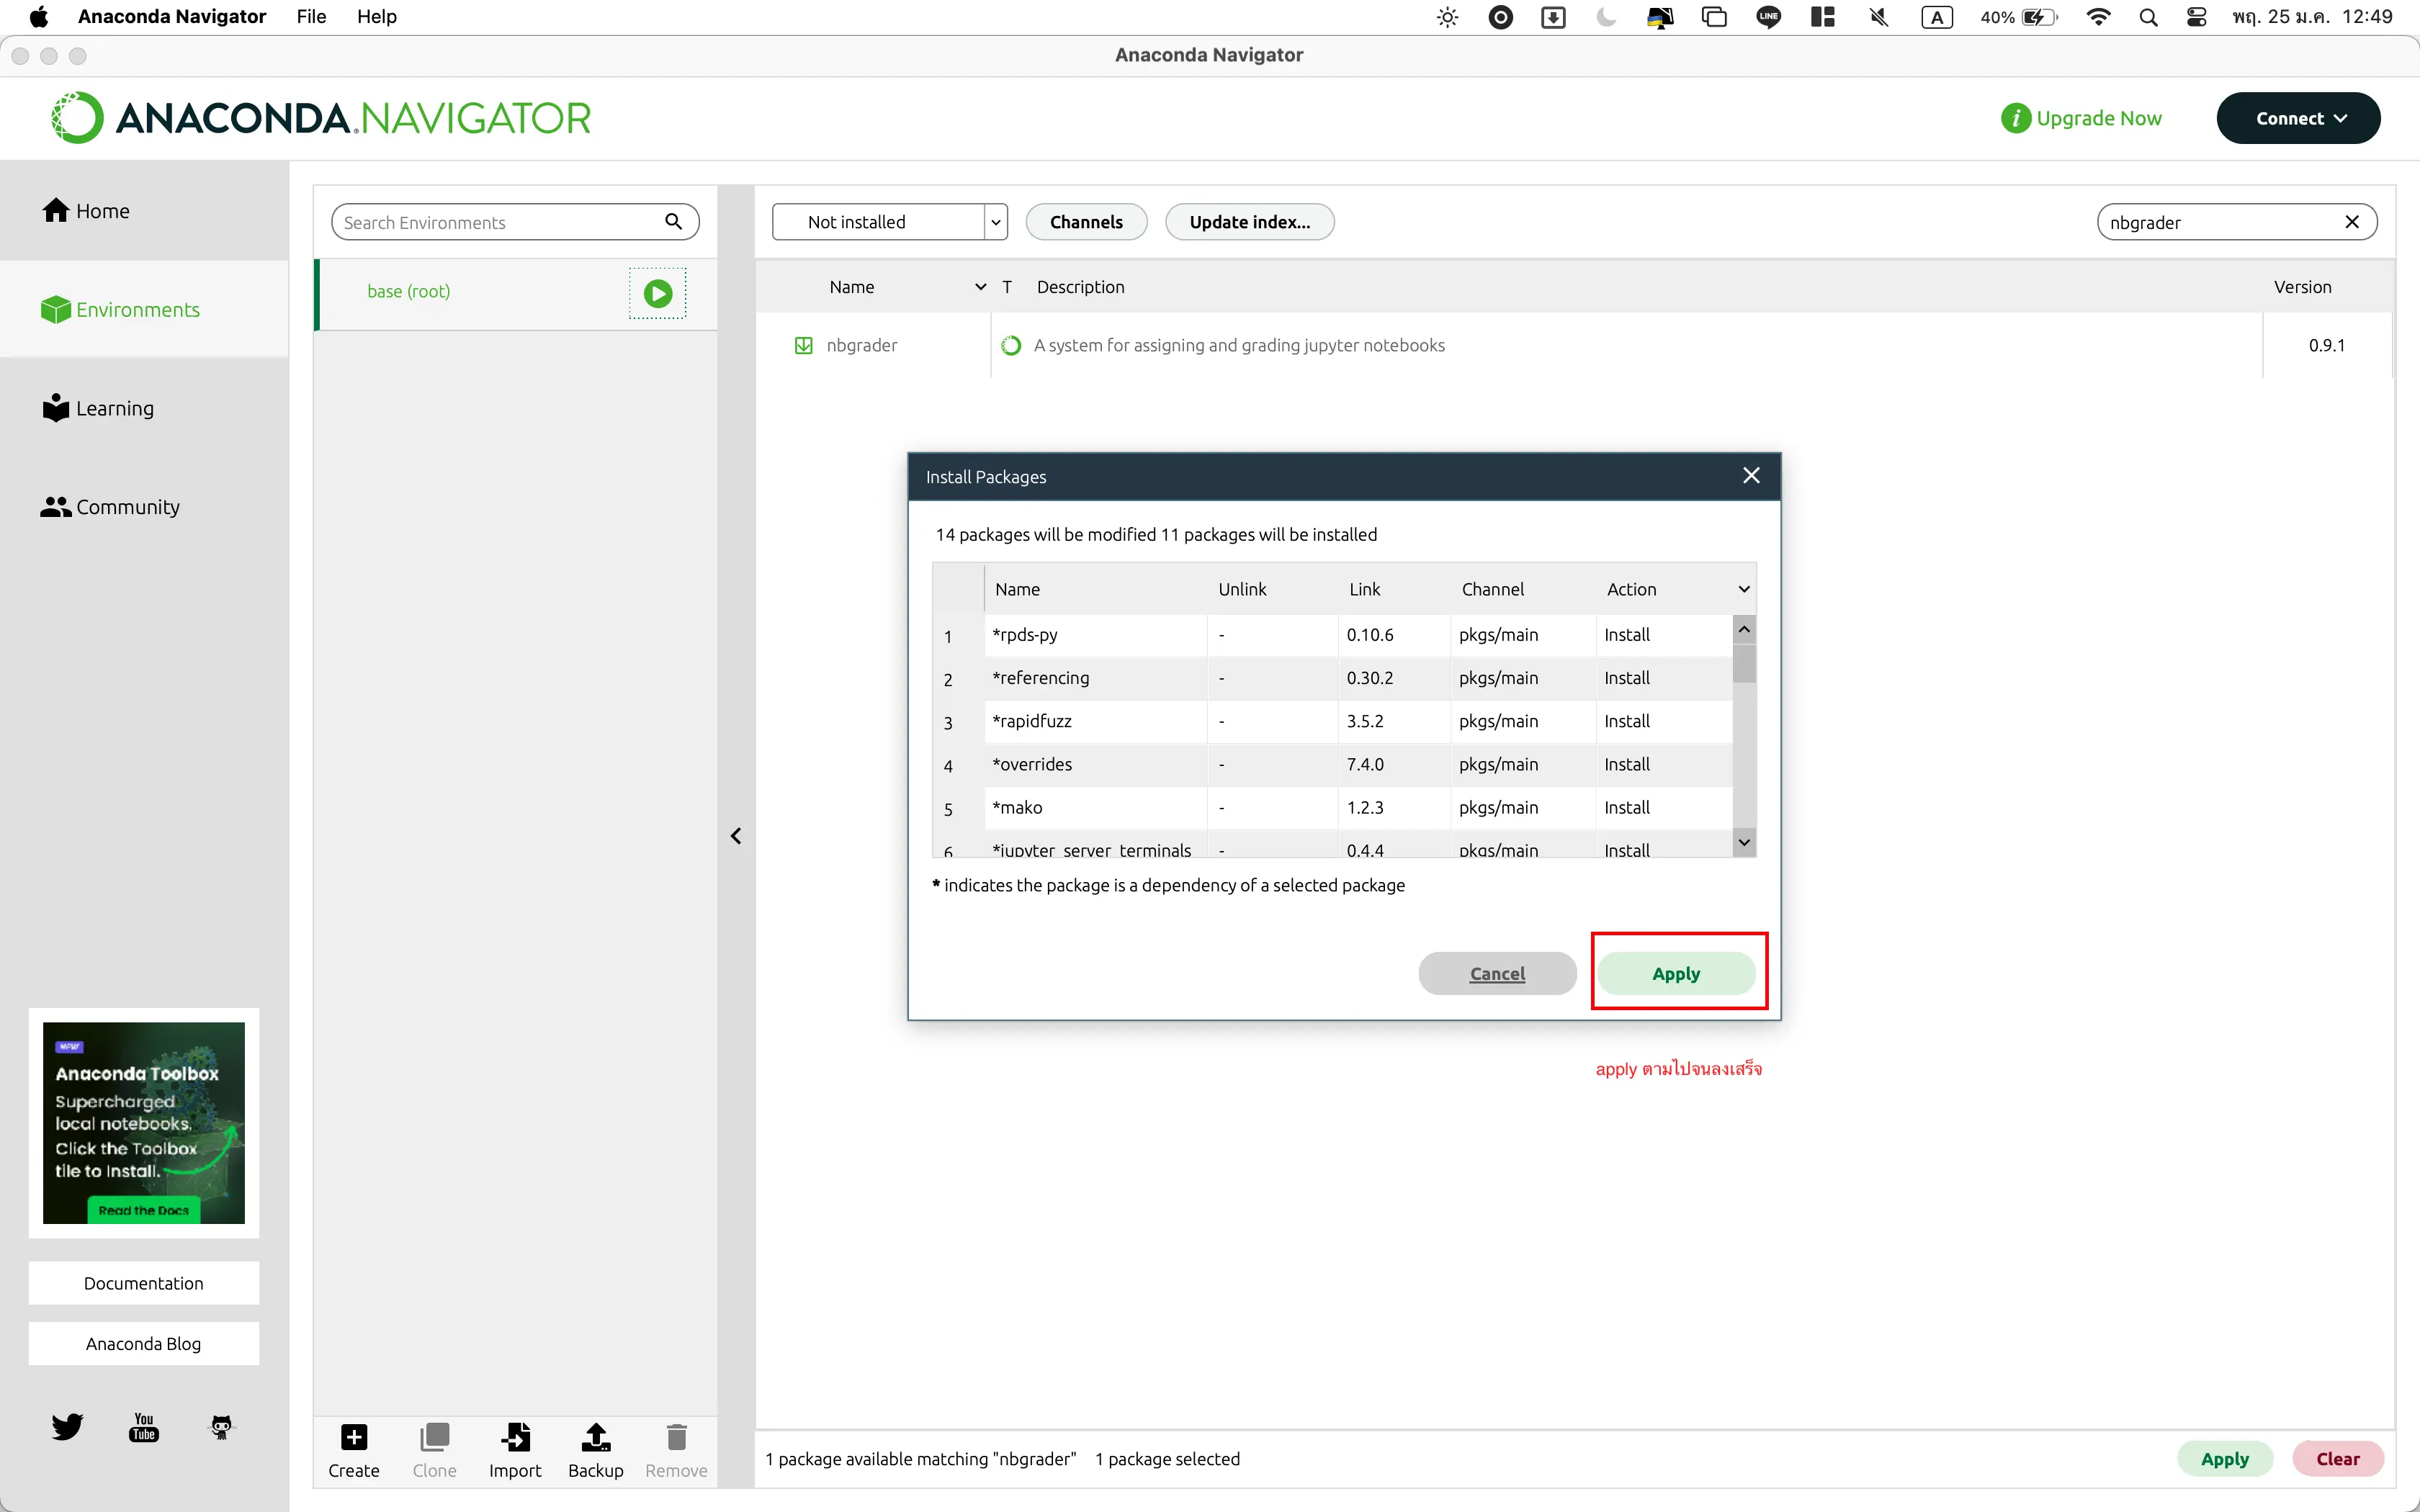 Anaconda Navigator File Help
A 40% พฤ. 25 ม.ค. 12:49
LINE
Anaconda Navigator
ANACONDA.NAVIGATOR
i Upgrade Now
Connect
Home
Environments
Learning
Community
Search Environments
base (root)
Not installed
Channels
Update index...
nbgrader
Name T Description Version
nbgrader A system for assigning and grading jupyter notebooks 0.9.1
Install Packages
14 packages will be modified 11 packages will be installed
Name Unlink Link Channel Action
1 *rpds-py - 0.10.6 pkgs/main Install
2 *referencing - 0.30.2 pkgs/main Install
3 *rapidfuzz - 3.5.2 pkgs/main Install
4 *overrides - 7.4.0 pkgs/main Install
5 *mako - 1.2.3 pkgs/main Install
6 *jupyter_server_terminals - 0.4.4 pkgs/main Install
* indicates the package is a dependency of a selected package
Cancel
Apply
apply ตามไปจนลงเสร็จ
NEW
Anaconda Toolbox
Supercharged
local notebooks.
Click the Toolbox
tile to Install.
Read the Docs
Documentation
Anaconda Blog
You
Tube
Create Clone Import Backup Remove
1 package available matching "nbgrader" 1 package selected
Apply
Clear